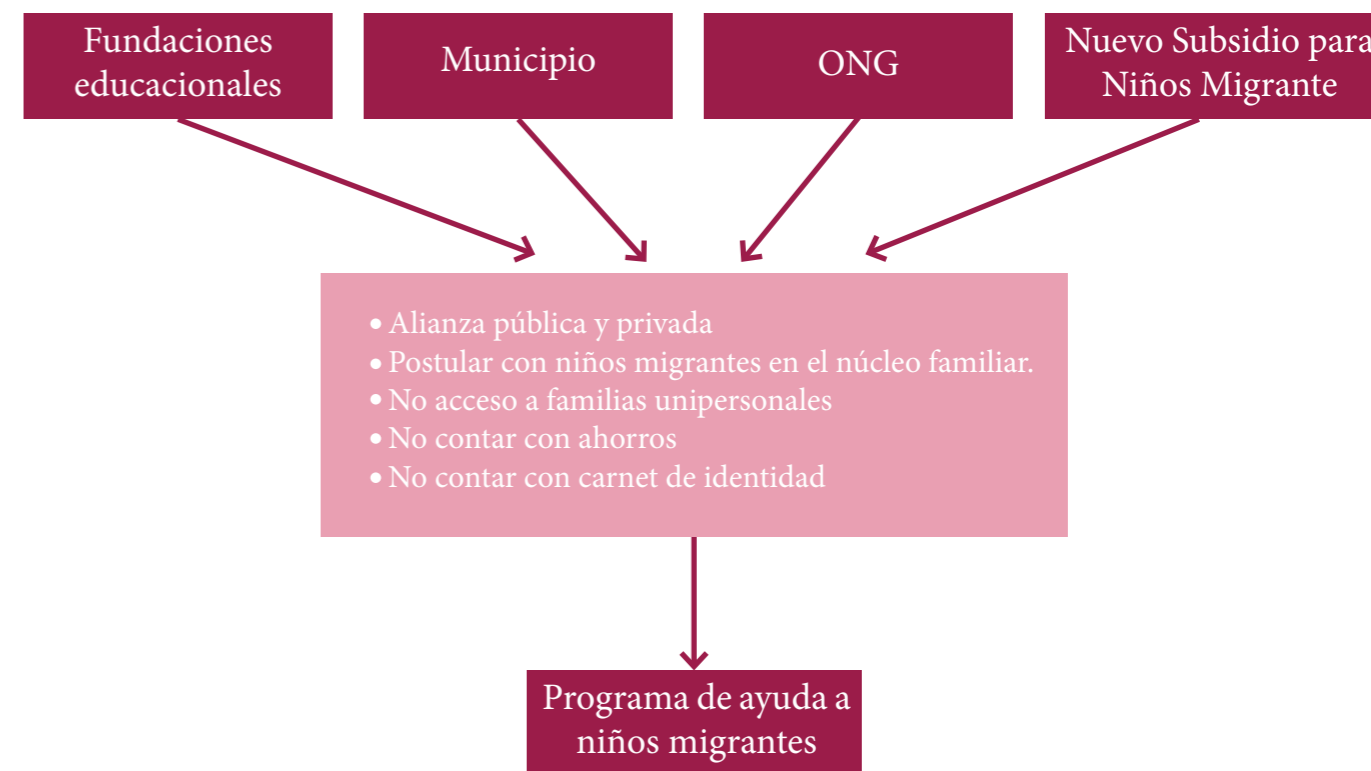 Fundaciones
educacionales
Municipio
ONG
Nuevo Subsidio para
Niños Migrante
• Alianza pública y privada
• Postular con niños migrantes en el núcleo familiar.
• No acceso a familias unipersonales
• No contar con ahorros
• No contar con carnet de identidad
Programa de ayuda a
niños migrantes